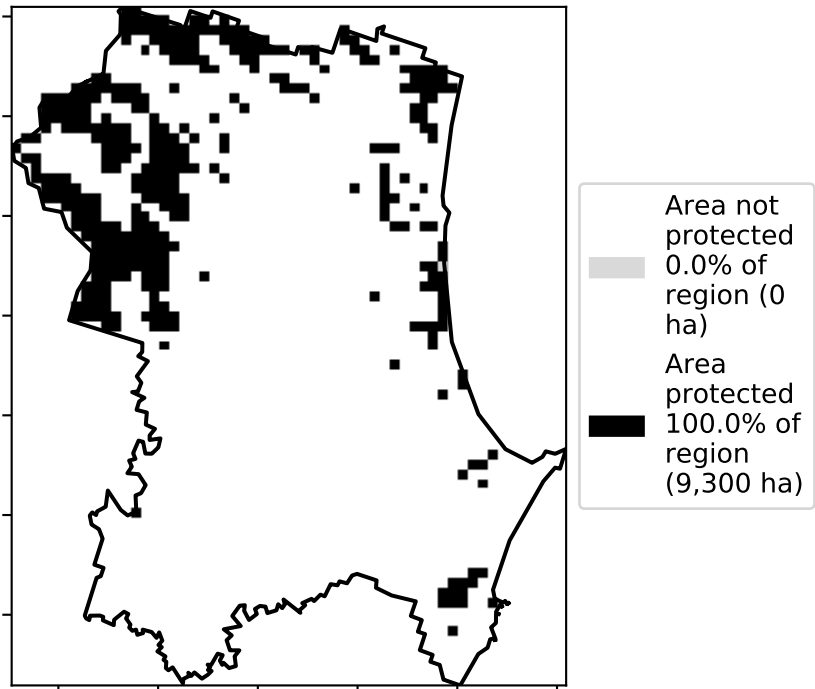 Area not
protected
0.0% of
region (0
ha)
Area
protected
100.0% of
region
(9,300 ha)